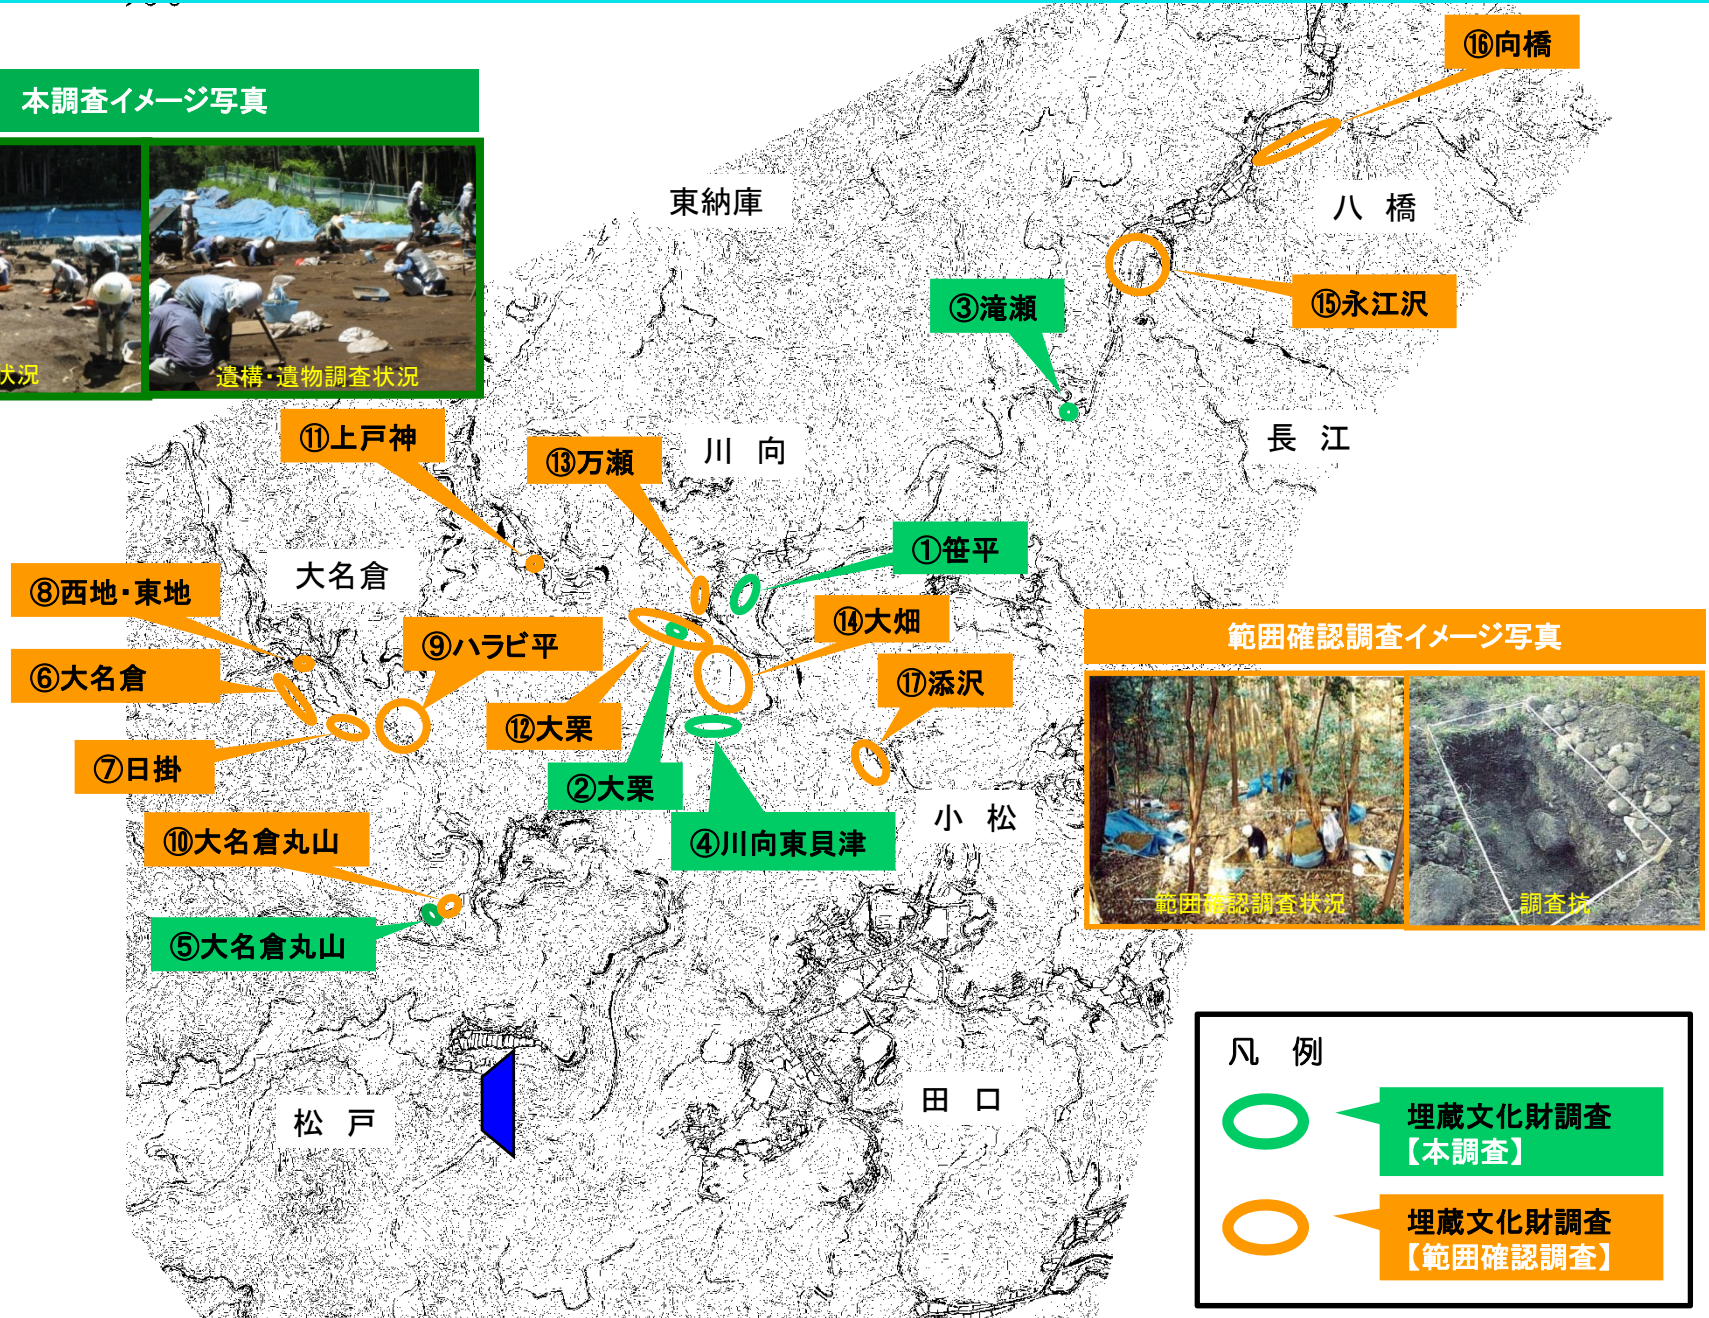 ⑯向橋
本調査イメージ写真
東納庫
八 橋
状況
遺構・遺物調査状況
③滝瀬
⑮永江沢
⑪上戸神
⑬万瀬
川 向
長 江
①笹平
大名倉
⑧西地・東地
⑨ハラビ平
⑭大畑
範囲確認調査イメージ写真
⑥大名倉
⑰添沢
⑫大栗
⑦日掛
②大栗
小 松
④川向東貝津
⑩大名倉丸山
範囲確認調査状況
調査坑
⑤大名倉丸山
凡 例
田 口
松 戸
埋蔵文化財調査
【本調査】
埋蔵文化財調査
【範囲確認調査】